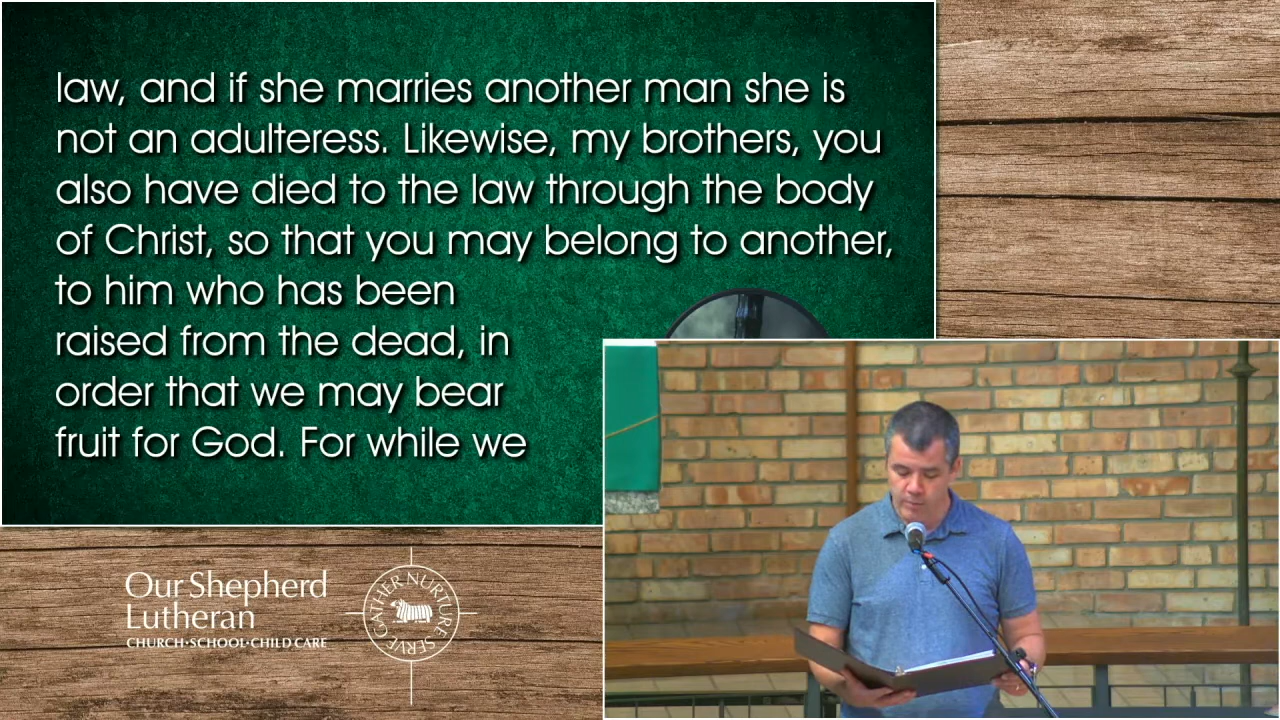 law, and if she marries another man she is
not an adulteress. Likewise, my brothers, you
also have died to the law through the body
of Christ, so that you may belong to another,
to him who has been
raised from the dead, in
order that we may bear
fruit for God. For while we
Our Shepherd
Lutheran
CHURCH•SCHOOL•CHILD CARE
GATHER NURTURE SERVE